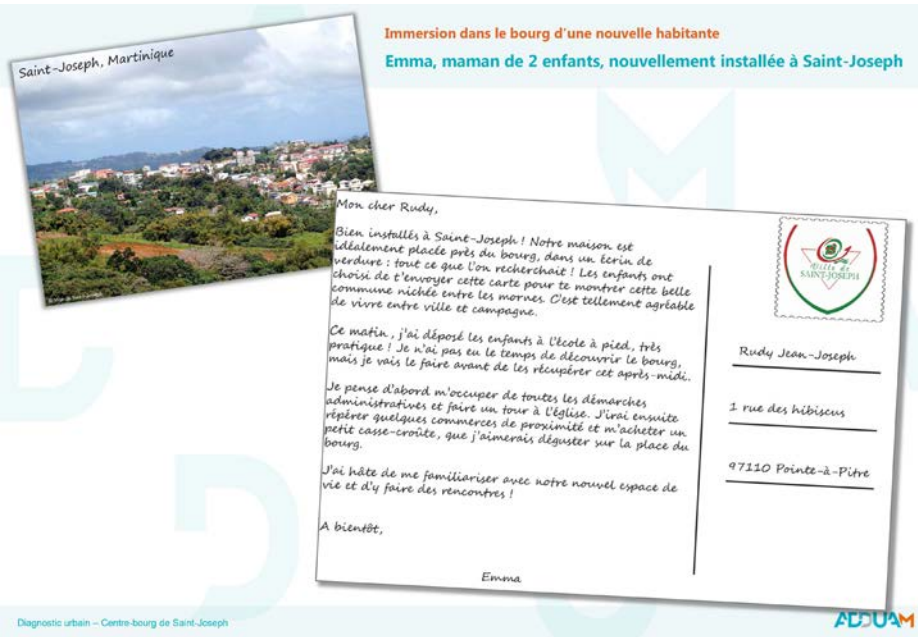 Immersion dans le bourg d'une nouvelle habitante
Emma, maman de 2 enfants, nouvellement installée à Saint-Joseph
Saint-Joseph, Martinique
Mon cher Rudy,
Bien installés à Saint-Joseph ! Notre maison est
idéalement placée près du bourg, dans un écrin de
verdure : tout ce que l'on recherchait ! Les enfants ont
choisi de t'envoyer cette carte pour te montrer cette belle
commune nichée entre les mornes. C'est tellement agréable
de vivre entre ville et campagne.
Ce matin, j'ai déposé les enfants à l'école à pied, très
pratique ! Je n'ai pas eu le temps de découvrir le bourg,
mais je vais le faire avant de les récupérer cet après-midi.
Je pense d'abord m'occuper de toutes les démarches
administratives et faire un tour à l'église. J'irai ensuite
répérer quelques commerces de proximité et m'acheter un
petit casse-croûte, que j'aimerais déguster sur la place du
bourg.
J'ai hâte de me familiariser avec notre nouvel espace de
vie et d'y faire des rencontres !
A bientôt,
Emma
Ville de
SAINT-JOSEPH
Rudy Jean-Joseph
1 rue des hibiscus
97110 Pointe-à-Pitre
Diagnostic urbain – Centre-bourg de Saint-Joseph
ADDUAM